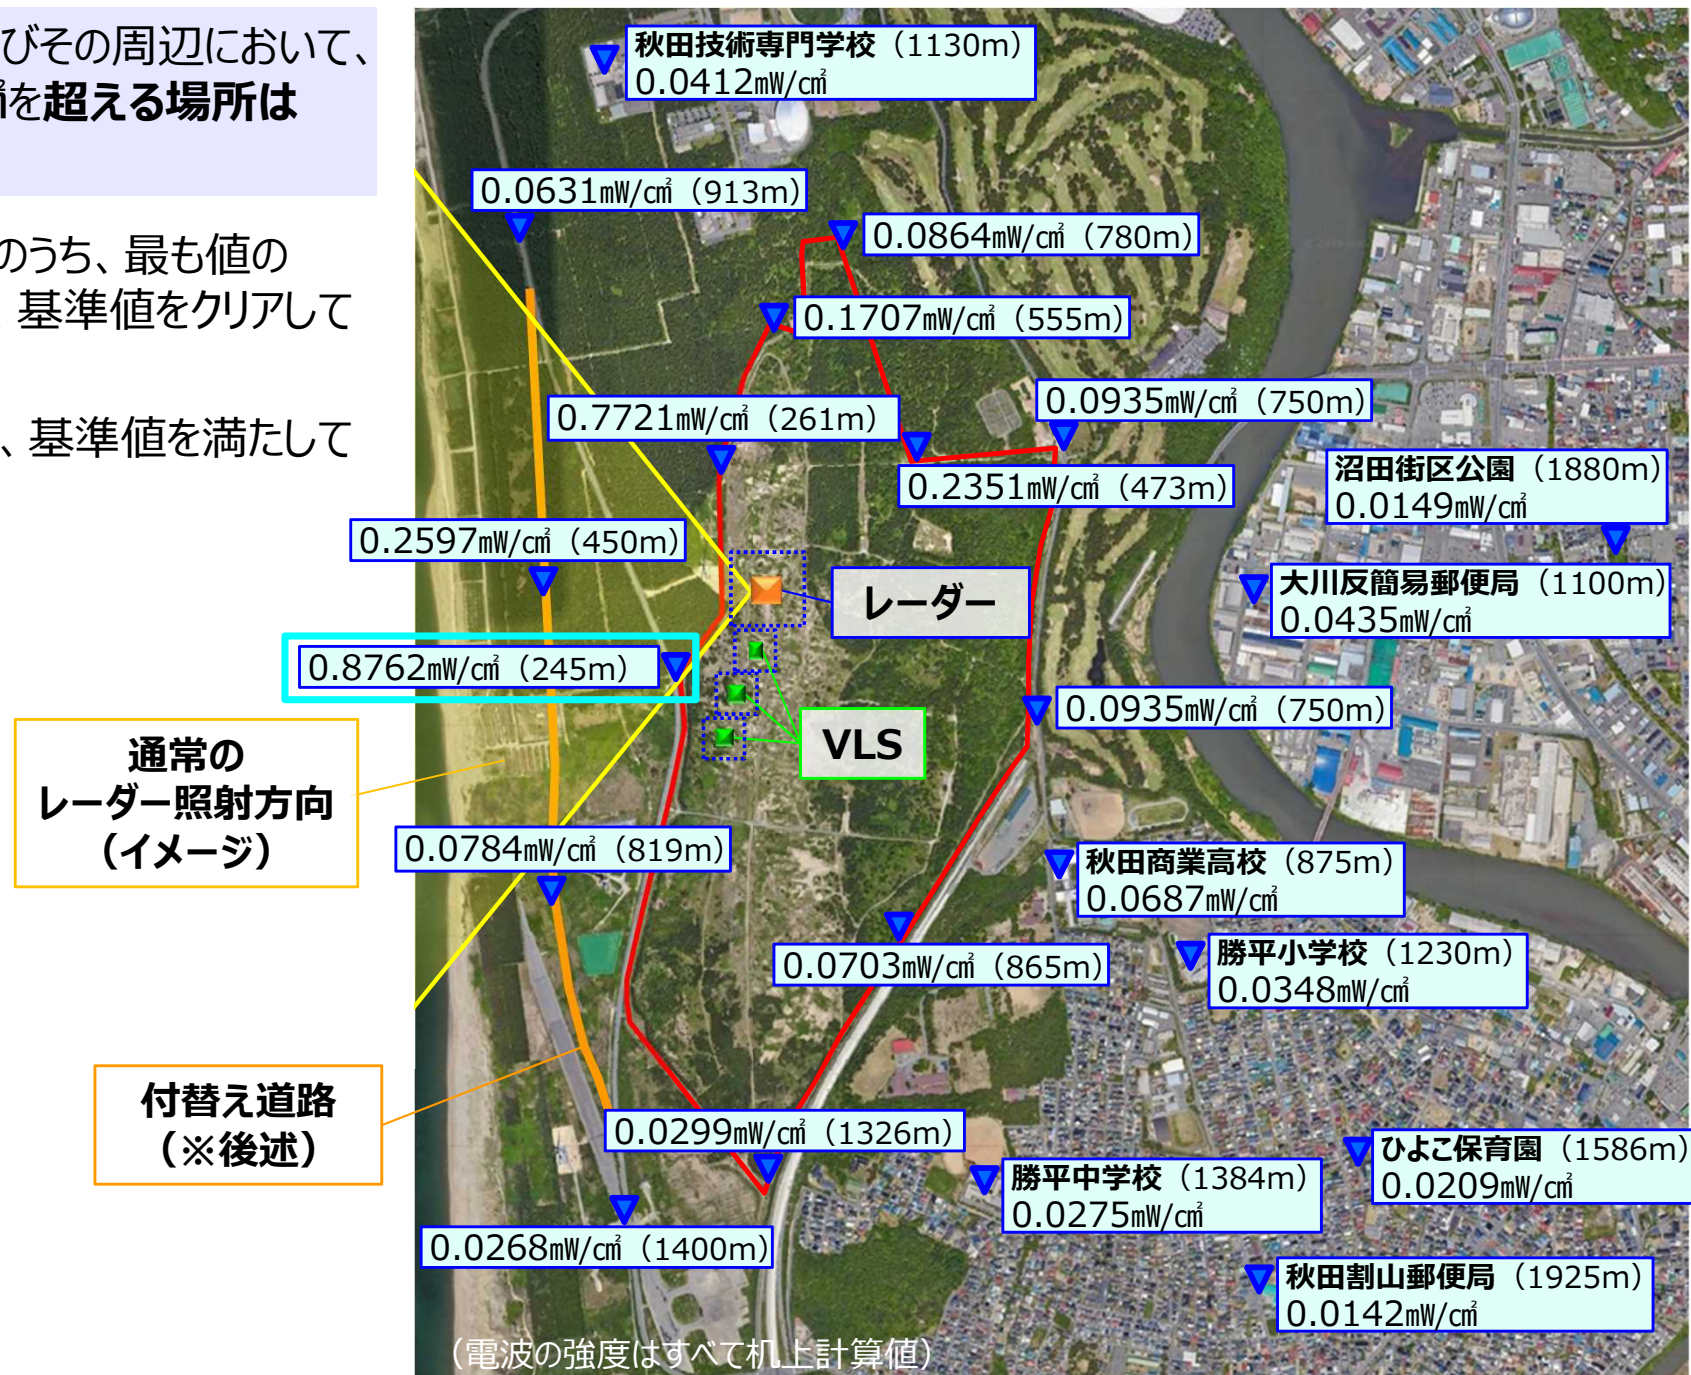 びその周辺において、
㎠を超える場所は
のうち、最も値の
基準値をクリアして
、基準値を満たして
秋田技術専門学校（1130m）
0.0412mW/㎠
0.0631mW/㎠（913m）
0.0864mW/㎠（780m）
0.1707mW/㎠（555m）
0.7721mW/㎠（261m）
0.0935mW/㎠（750m）
0.2351mW/㎠（473m）
沼田街区公園（1880m）
0.0149mW/㎠
0.2597mW/㎠（450m）
レーダー
大川反簡易郵便局（1100m）
0.0435mW/㎠
0.8762mW/㎠（245m）
0.0935mW/㎠（750m）
VLS
通常の
レーダー照射方向
（イメージ）
0.0784mW/㎠（819m）
秋田商業高校（875m）
0.0687mW/㎠
0.0703mW/㎠（865m）
勝平小学校（1230m）
0.0348mW/㎠
付替え道路
（※後述）
0.0299mW/㎠（1326m）
勝平中学校（1384m）
0.0275mW/㎠
ひよこ保育園（1586m）
0.0209mW/㎠
0.0268mW/㎠（1400m）
秋田割山郵便局（1925m）
0.0142mW/㎠
（電波の強度はすべて机上計算値）